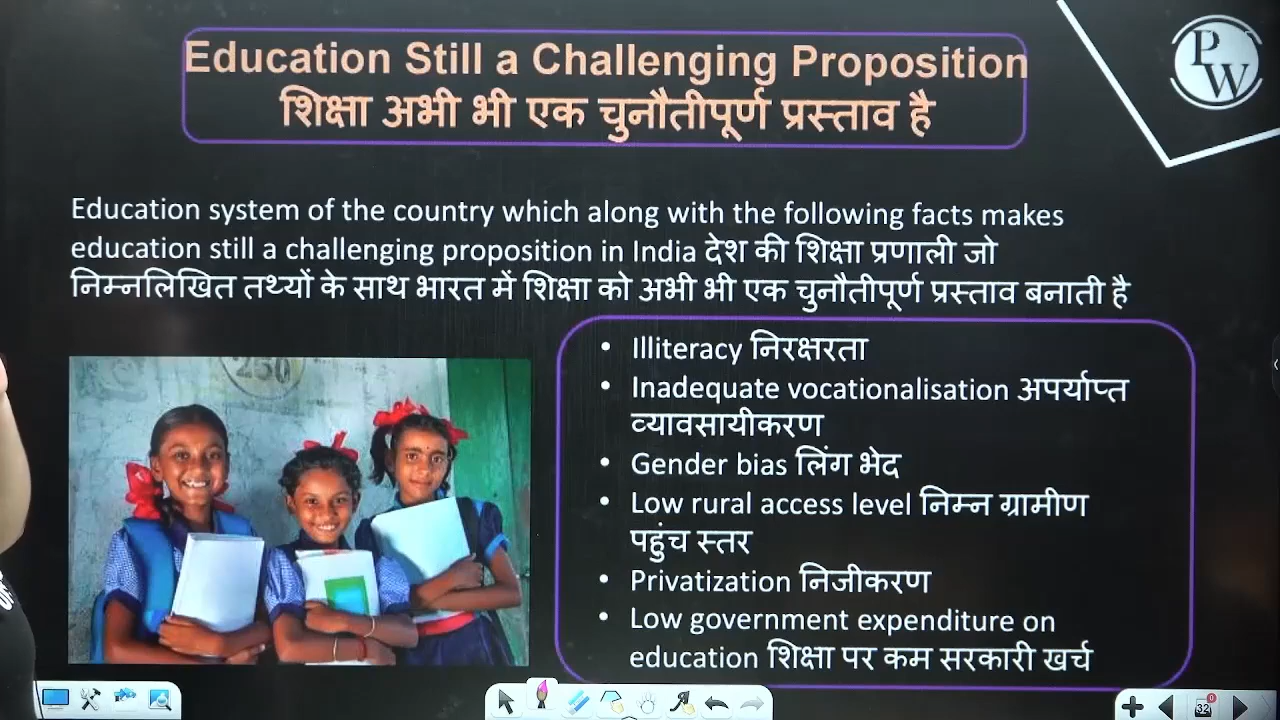 Education Still a Challenging Proposition
शिक्षा अभी भी एक चुनौतीपूर्ण प्रस्ताव है
PW
Education system of the country which along with the following facts makes
education still a challenging proposition in India देश की शिक्षा प्रणाली जो
निम्नलिखित तथ्यों के साथ भारत में शिक्षा को अभी भी एक चुनौतीपूर्ण प्रस्ताव बनाती है
250
• Illiteracy निरक्षरता
• Inadequate vocationalisation अपर्याप्त
व्यावसायीकरण
• Gender bias लिंग भेद
• Low rural access level निम्न ग्रामीण
पहुंच स्तर
• Privatization निजीकरण
• Low government expenditure on
education शिक्षा पर कम सरकारी खर्च
32